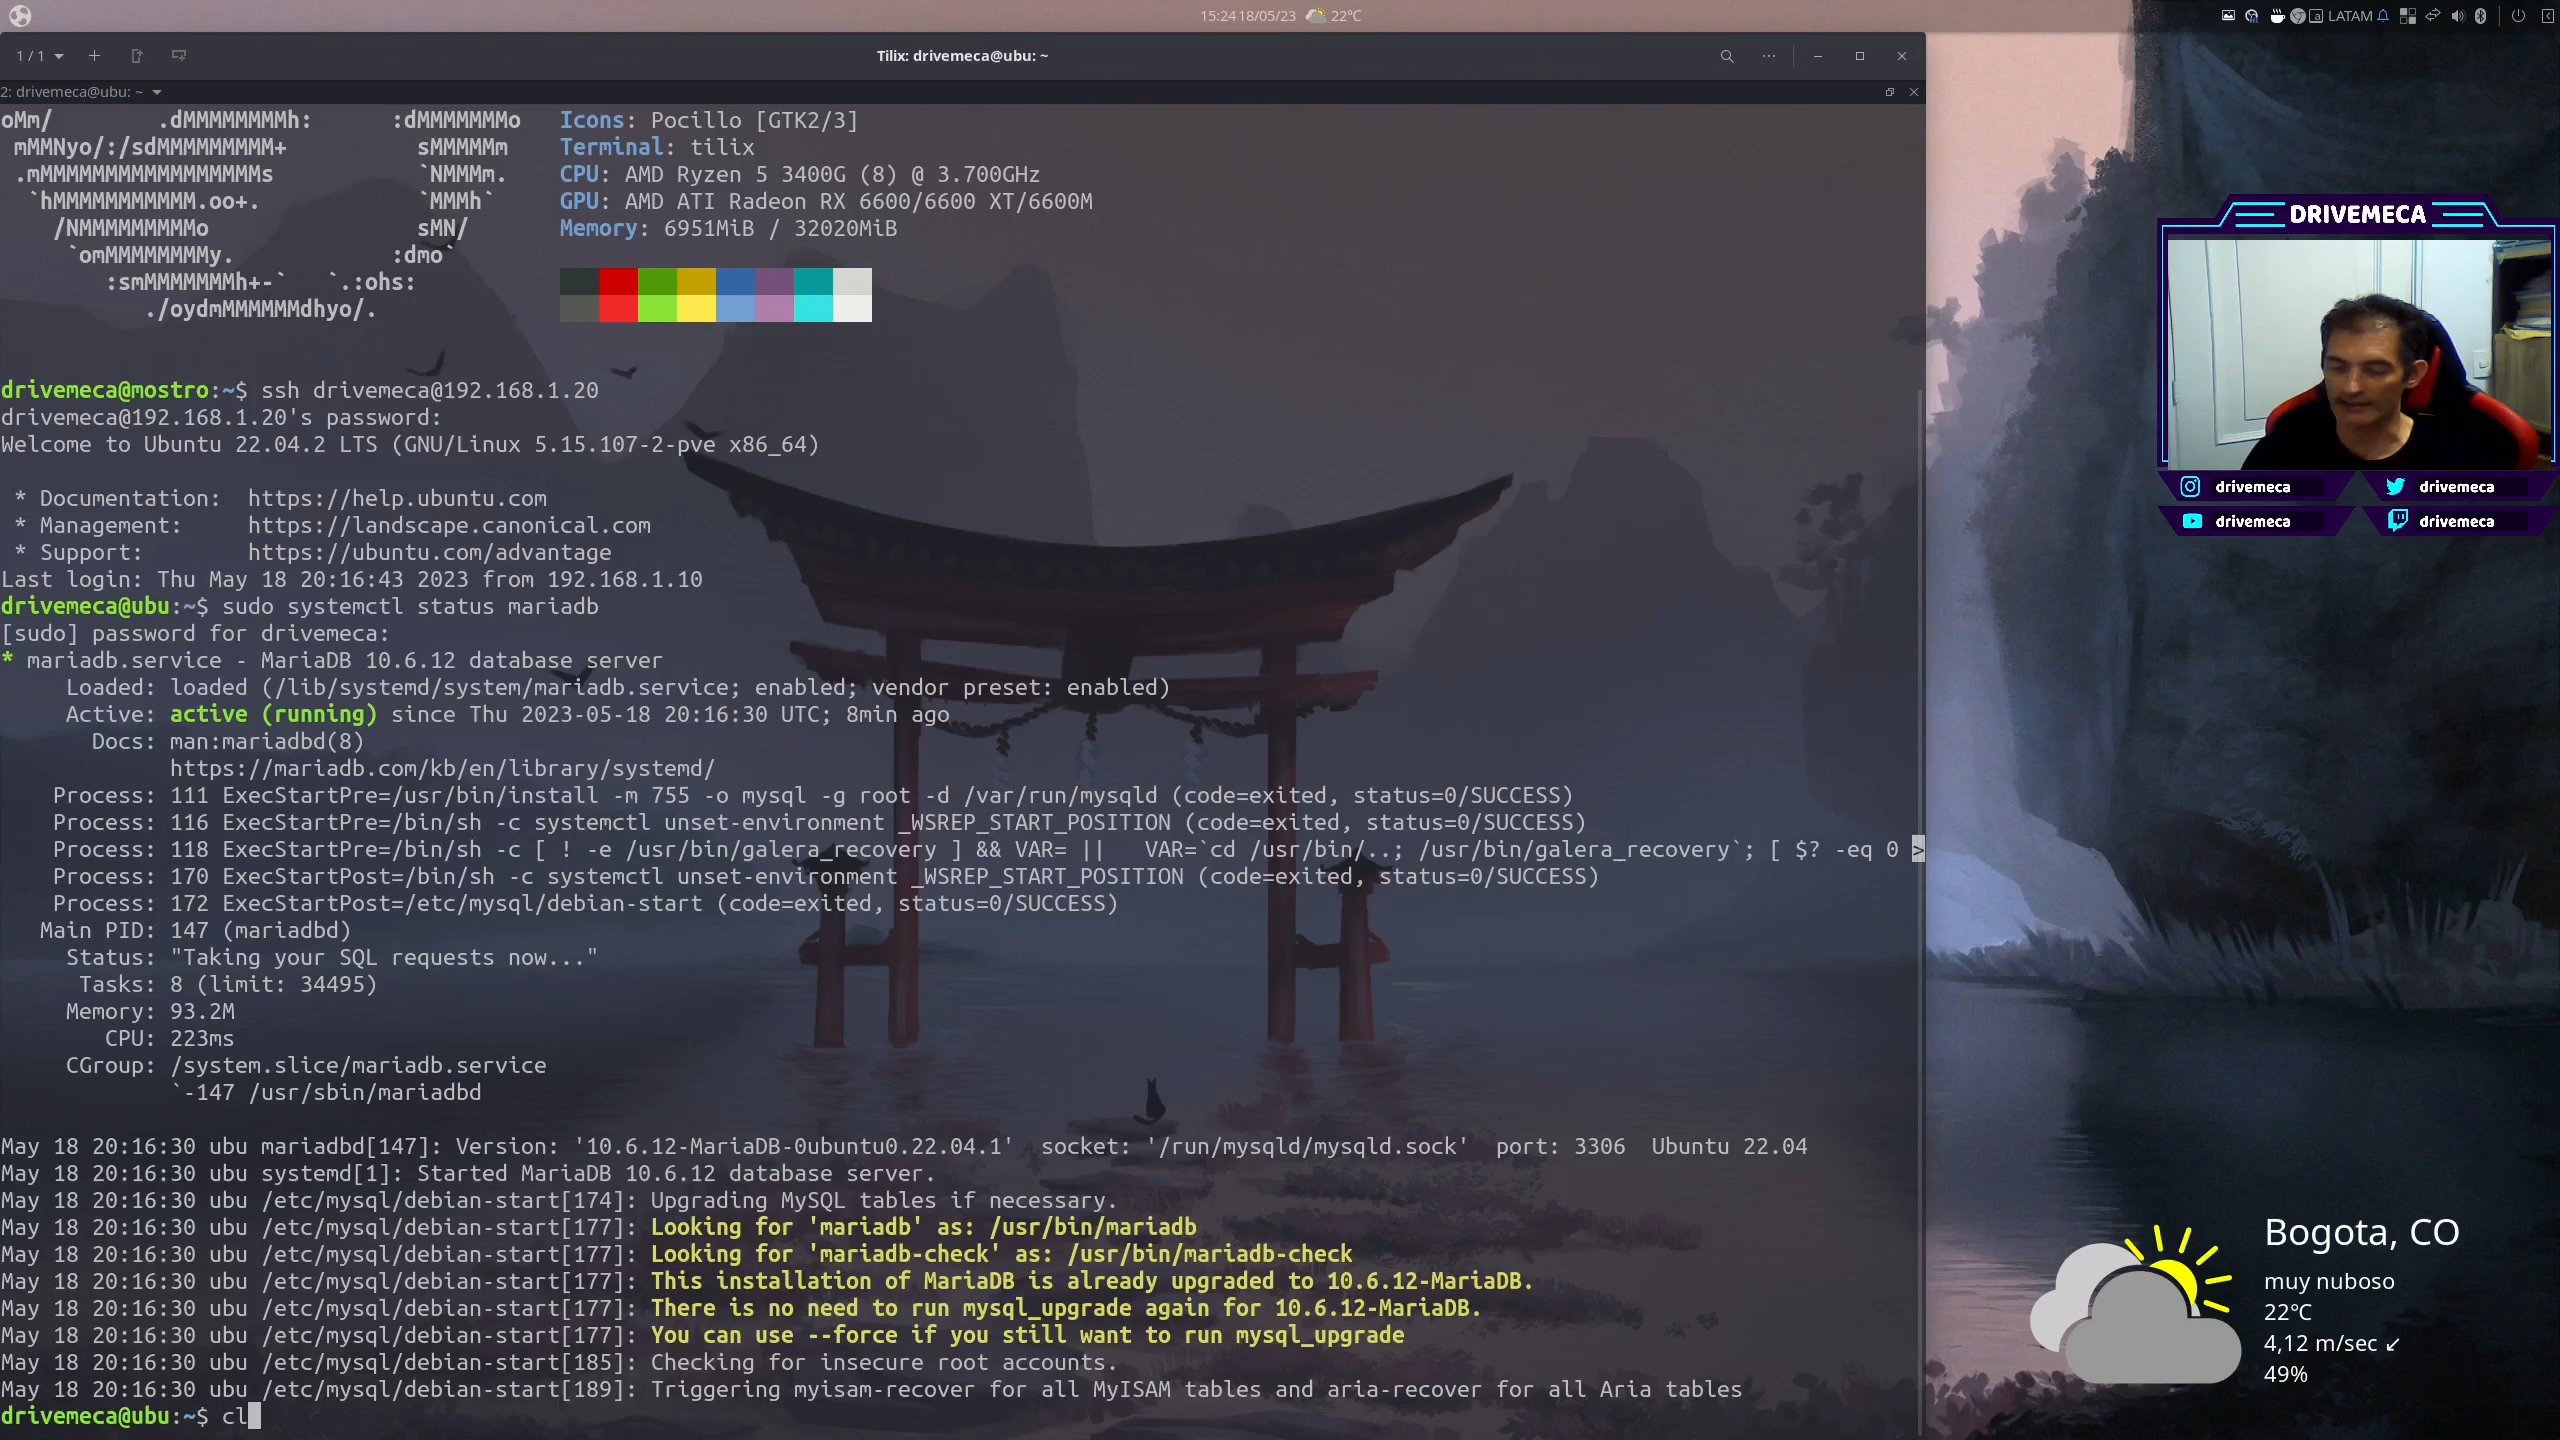 15:24 18/05/23 22°C
LATAM
1 / 1
Tilix: drivemeca@ubu: ~
2: drivemeca@ubu: ~
oMm/ .dMMMMMMMMh: :dMMMMMMMo Icons: Pocillo [GTK2/3]
mMMNyo/:/sdMMMMMMMMM+ sMMMMMm Terminal: tilix
.mMMMMMMMMMMMMMMMMMs `NMMMm. CPU: AMD Ryzen 5 3400G (8) @ 3.700GHz
`hMMMMMMMMMMM.oo+. `MMMh` GPU: AMD ATI Radeon RX 6600/6600 XT/6600M
/NMMMMMMMMMo sMN/ Memory: 6951MiB / 32020MiB
`omMMMMMMMMy. :dmo`
:smMMMMMMMh+-` `.:ohs:
./oydmMMMMMMdhyo/.
drivemeca@mostro:~$ ssh drivemeca@192.168.1.20
drivemeca@192.168.1.20's password:
Welcome to Ubuntu 22.04.2 LTS (GNU/Linux 5.15.107-2-pve x86_64)
* Documentation: https://help.ubuntu.com
* Management: https://landscape.canonical.com
* Support: https://ubuntu.com/advantage
Last login: Thu May 18 20:16:43 2023 from 192.168.1.10
drivemeca@ubu:~$ sudo systemctl status mariadb
[sudo] password for drivemeca:
* mariadb.service - MariaDB 10.6.12 database server
Loaded: loaded (/lib/systemd/system/mariadb.service; enabled; vendor preset: enabled)
Active: active (running) since Thu 2023-05-18 20:16:30 UTC; 8min ago
Docs: man:mariadbd(8)
https://mariadb.com/kb/en/library/systemd/
Process: 111 ExecStartPre=/usr/bin/install -m 755 -o mysql -g root -d /var/run/mysqld (code=exited, status=0/SUCCESS)
Process: 116 ExecStartPre=/bin/sh -c systemctl unset-environment _WSREP_START_POSITION (code=exited, status=0/SUCCESS)
Process: 118 ExecStartPre=/bin/sh -c [ ! -e /usr/bin/galera_recovery ] && VAR= || VAR=`cd /usr/bin/..; /usr/bin/galera_recovery`; [ $? -eq 0 >
Process: 170 ExecStartPost=/bin/sh -c systemctl unset-environment _WSREP_START_POSITION (code=exited, status=0/SUCCESS)
Process: 172 ExecStartPost=/etc/mysql/debian-start (code=exited, status=0/SUCCESS)
Main PID: 147 (mariadbd)
Status: "Taking your SQL requests now..."
Tasks: 8 (limit: 34495)
Memory: 93.2M
CPU: 223ms
CGroup: /system.slice/mariadb.service
`-147 /usr/sbin/mariadbd
May 18 20:16:30 ubu mariadbd[147]: Version: '10.6.12-MariaDB-0ubuntu0.22.04.1' socket: '/run/mysqld/mysqld.sock' port: 3306 Ubuntu 22.04
May 18 20:16:30 ubu systemd[1]: Started MariaDB 10.6.12 database server.
May 18 20:16:30 ubu /etc/mysql/debian-start[174]: Upgrading MySQL tables if necessary.
May 18 20:16:30 ubu /etc/mysql/debian-start[177]: Looking for 'mariadb' as: /usr/bin/mariadb
May 18 20:16:30 ubu /etc/mysql/debian-start[177]: Looking for 'mariadb-check' as: /usr/bin/mariadb-check
May 18 20:16:30 ubu /etc/mysql/debian-start[177]: This installation of MariaDB is already upgraded to 10.6.12-MariaDB.
May 18 20:16:30 ubu /etc/mysql/debian-start[177]: There is no need to run mysql_upgrade again for 10.6.12-MariaDB.
May 18 20:16:30 ubu /etc/mysql/debian-start[177]: You can use --force if you still want to run mysql_upgrade
May 18 20:16:30 ubu /etc/mysql/debian-start[185]: Checking for insecure root accounts.
May 18 20:16:30 ubu /etc/mysql/debian-start[189]: Triggering myisam-recover for all MyISAM tables and aria-recover for all Aria tables
drivemeca@ubu:~$ cl
DRIVEMECA
drivemeca drivemeca
drivemeca drivemeca
Bogota, CO
muy nuboso
22°C
4,12 m/sec ↙
49%